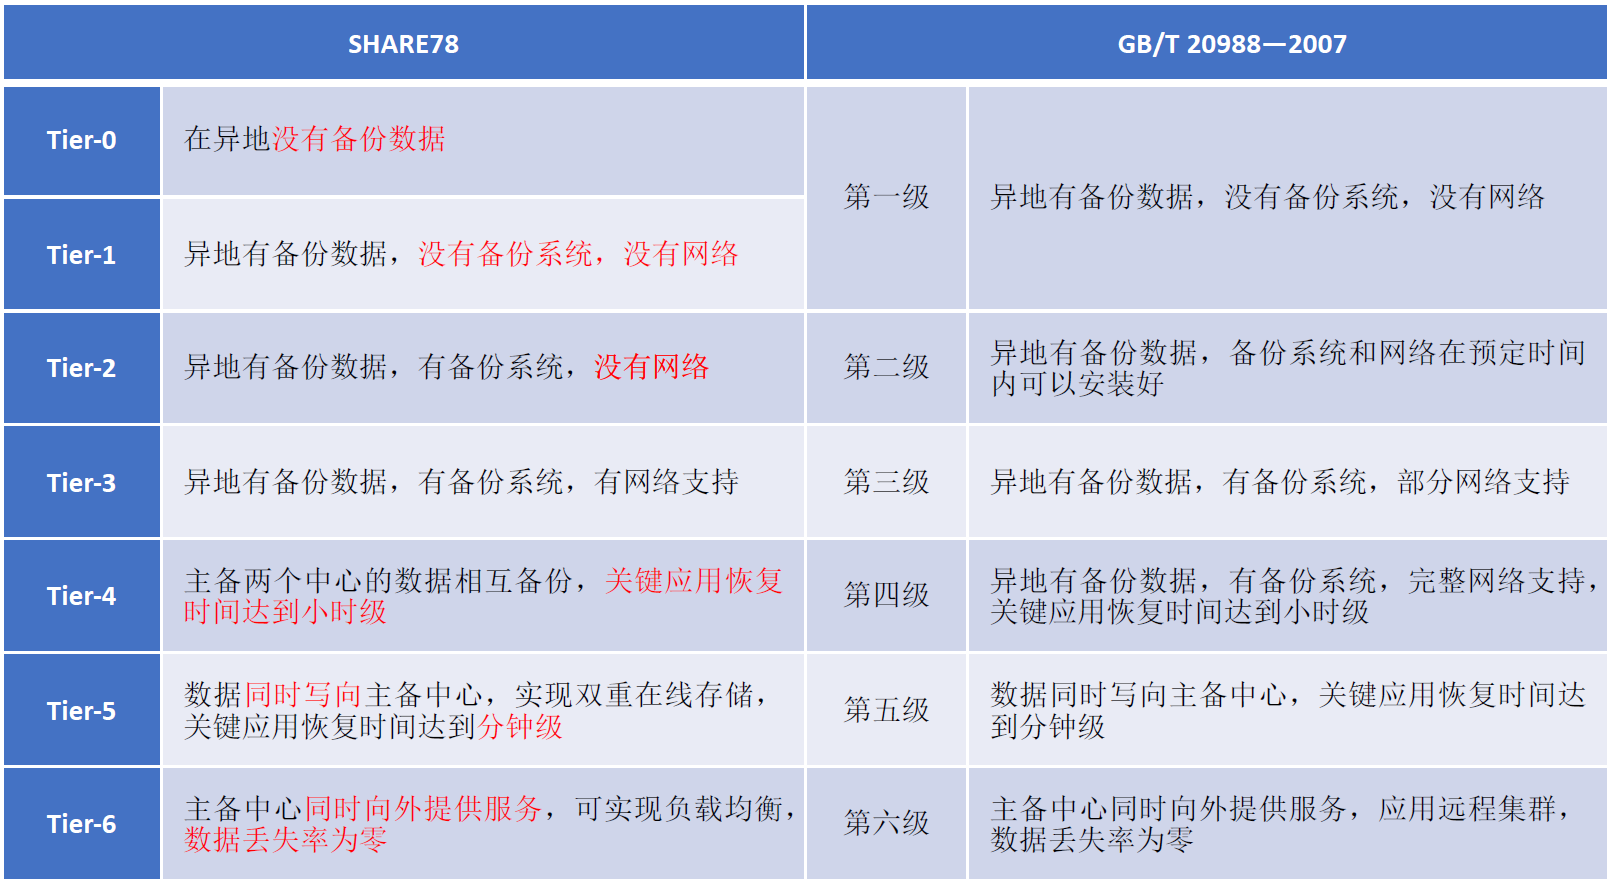 SHARE78
GB/T 20988—2007
Tier-0
在异地没有备份数据
第一级
异地有备份数据，没有备份系统，没有网络
Tier-1
异地有备份数据，没有备份系统，没有网络
Tier-2
异地有备份数据，有备份系统，没有网络
第二级
异地有备份数据，备份系统和网络在预定时间
内可以安装好
Tier-3
异地有备份数据，有备份系统，有网络支持
第三级
异地有备份数据，有备份系统，部分网络支持
Tier-4
主备两个中心的数据相互备份，关键应用恢复
时间达到小时级
第四级
异地有备份数据，有备份系统，完整网络支持，
关键应用恢复时间达到小时级
Tier-5
数据同时写向主备中心，实现双重在线存储，
关键应用恢复时间达到分钟级
第五级
数据同时写向主备中心，关键应用恢复时间达
到分钟级
Tier-6
主备中心同时向外提供服务，可实现负载均衡，
数据丢失率为零
第六级
主备中心同时向外提供服务，应用远程集群，
数据丢失率为零